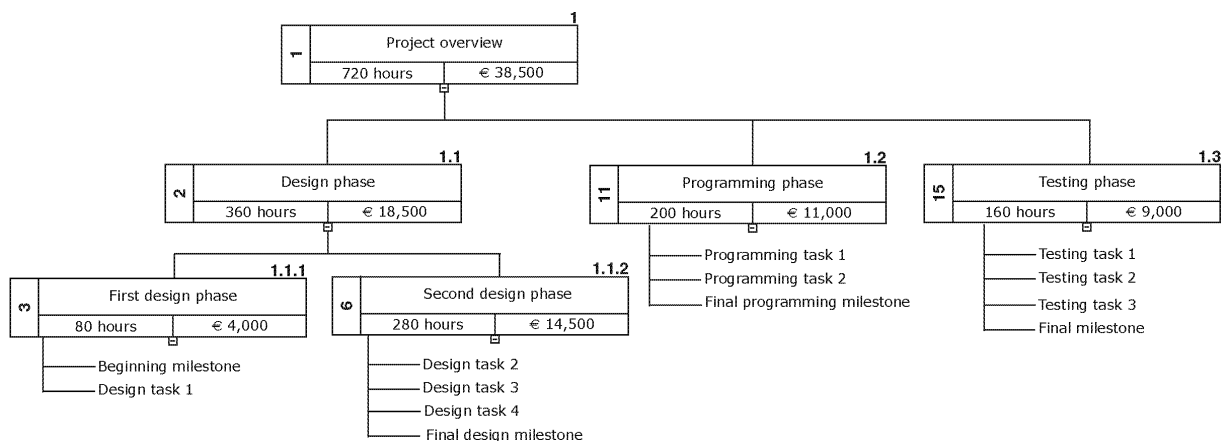 1
1
Project overview
720 hours
€ 38,500
1.1
2
Design phase
360 hours
€ 18,500
1.2
11
Programming phase
200 hours
€ 11,000
1.3
15
Testing phase
160 hours
€ 9,000
1.1.1
3
First design phase
80 hours
€ 4,000
Beginning milestone
Design task 1
1.1.2
6
Second design phase
280 hours
€ 14,500
Design task 2
Design task 3
Design task 4
Final design milestone
Programming task 1
Programming task 2
Final programming milestone
Testing task 1
Testing task 2
Testing task 3
Final milestone